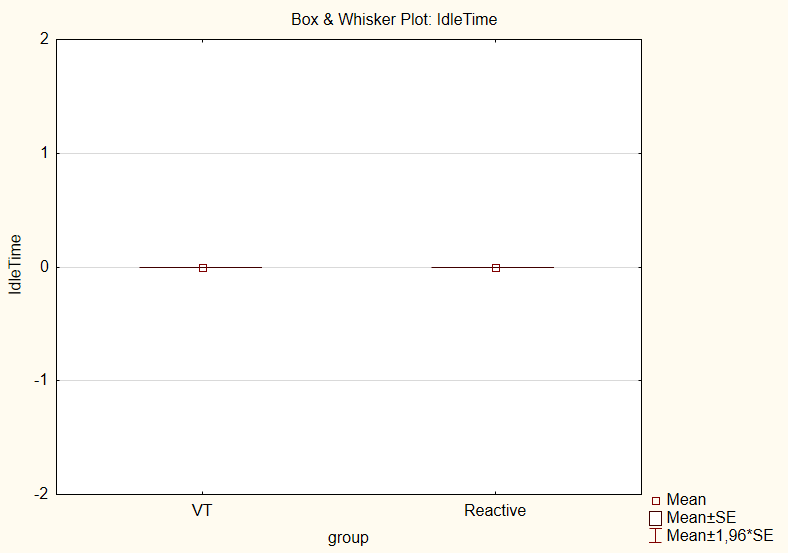 Box & Whisker Plot: IdleTime
2
1
0
-1
-2
IdleTime
VT
Reactive
group
Mean
Mean±SE
Mean±1,96*SE